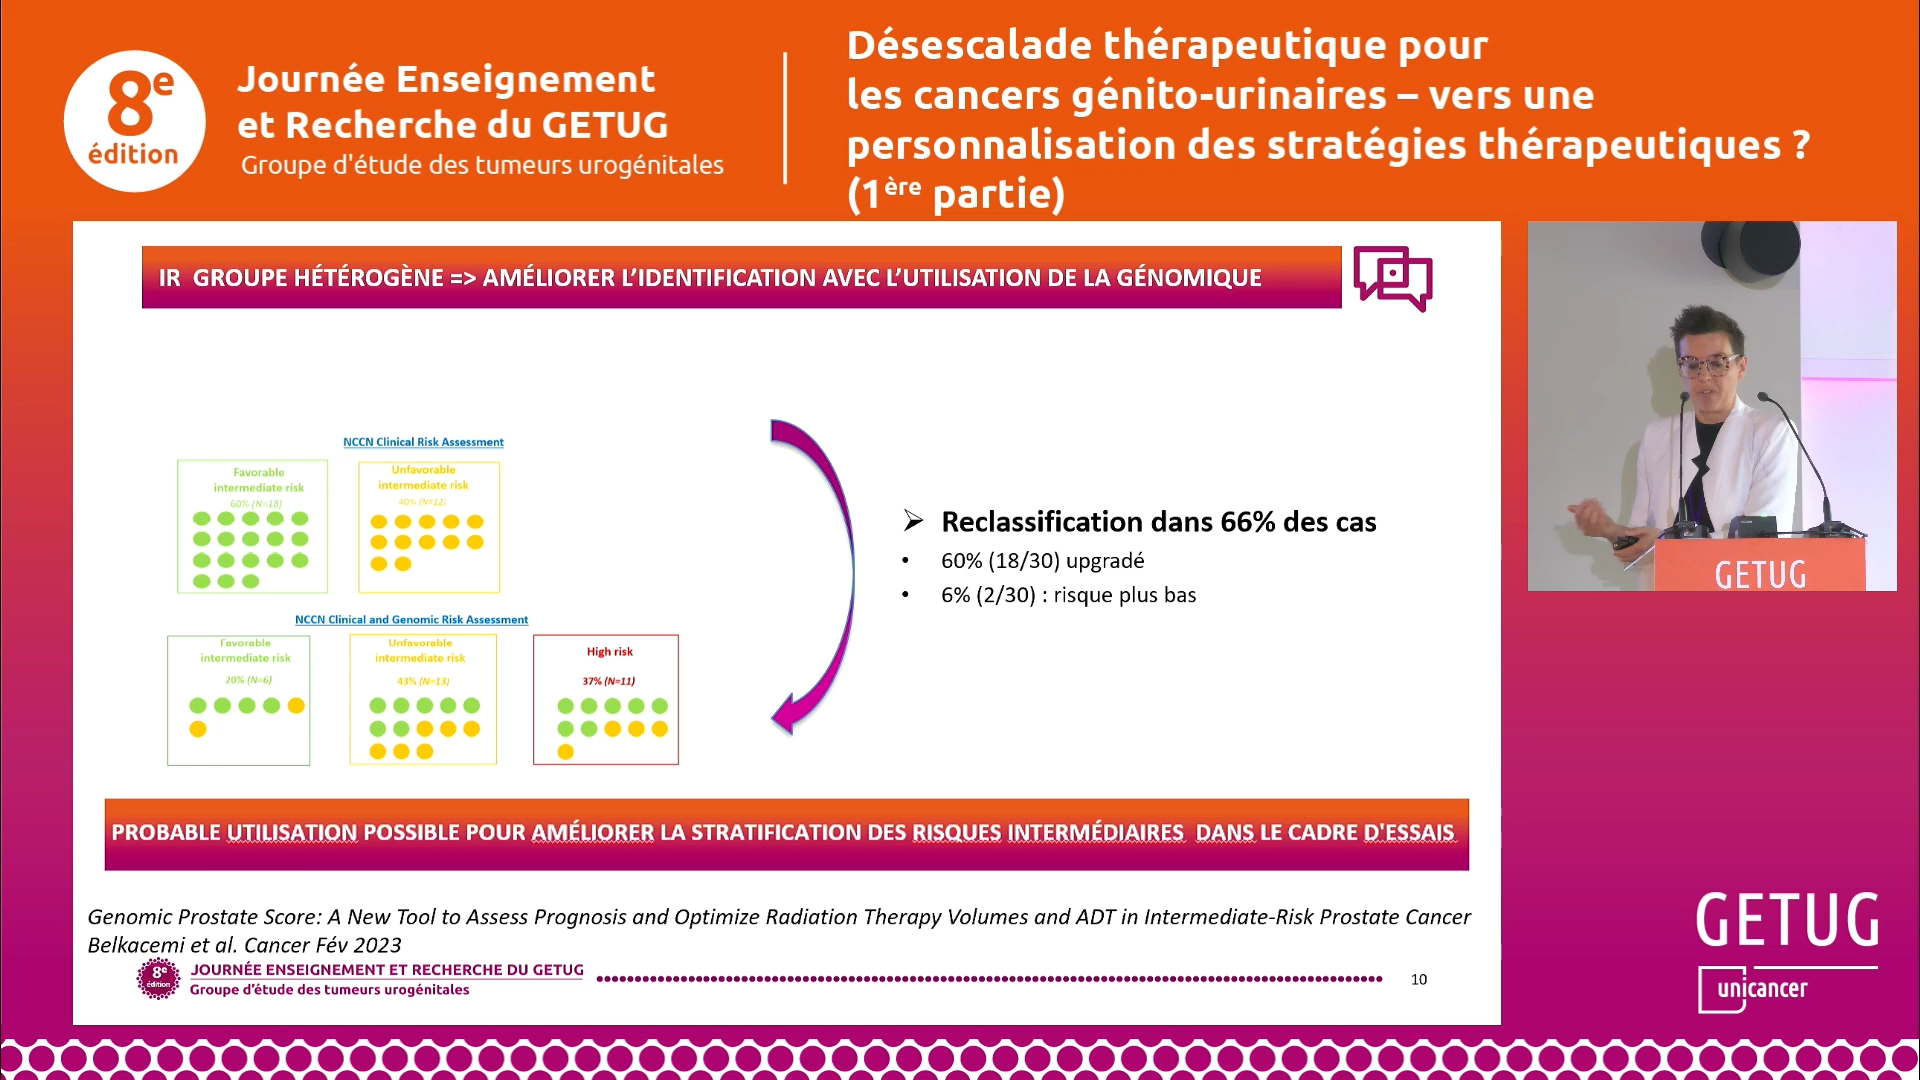 8e
édition
Journée Enseignement
et Recherche du GETUG
Groupe d'étude des tumeurs urogénitales
Désescalade thérapeutique pour
les cancers génito-urinaires – vers une
personnalisation des stratégies thérapeutiques ?
(1ère partie)
IR GROUPE HÉTÉROGÈNE => AMÉLIORER L'IDENTIFICATION AVEC L'UTILISATION DE LA GÉNOMIQUE
NCCN Clinical Risk Assessment
Favorable
intermediate risk
60% (N=18)
Unfavorable
intermediate risk
40% (N=12)
NCCN Clinical and Genomic Risk Assessment
Favorable
intermediate risk
20% (N=6)
Unfavorable
intermediate risk
43% (N=13)
High risk
37% (N=11)
➢ Reclassification dans 66% des cas
• 60% (18/30) upgradé
• 6% (2/30) : risque plus bas
PROBABLE UTILISATION POSSIBLE POUR AMÉLIORER LA STRATIFICATION DES RISQUES INTERMÉDIAIRES DANS LE CADRE D'ESSAIS
Genomic Prostate Score: A New Tool to Assess Prognosis and Optimize Radiation Therapy Volumes and ADT in Intermediate-Risk Prostate Cancer
Belkacemi et al. Cancer Fév 2023
8e
édition
JOURNÉE ENSEIGNEMENT ET RECHERCHE DU GETUG
Groupe d'étude des tumeurs urogénitales
10
GETUG
GETUG
unicancer